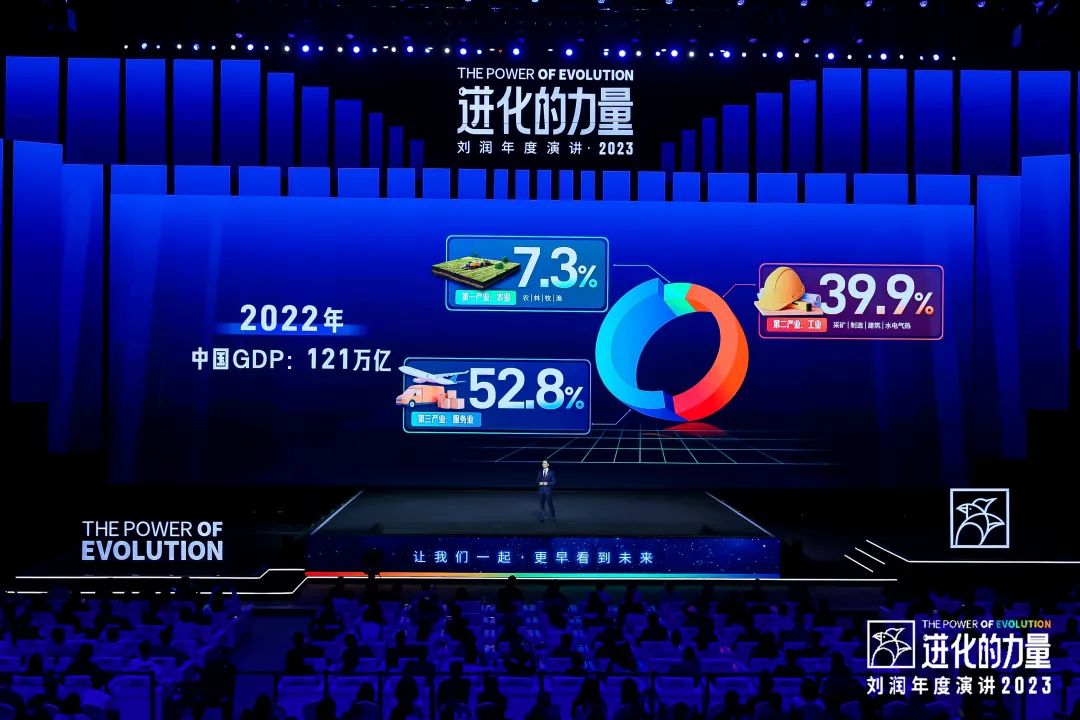 THE POWER OF EVOLUTION
进化的力量
刘润年度演讲·2023
7.3%
第一产业:农业
农|林|牧|渔
39.9%
第二产业:工业
采矿|制造|建筑|水电气热
2022年
中国GDP:121万亿
52.8%
第三产业:服务业
THE POWER OF
EVOLUTION
让我们一起·更早看到未来
THE POWER OF EVOLUTION
进化的力量
刘润年度演讲2023